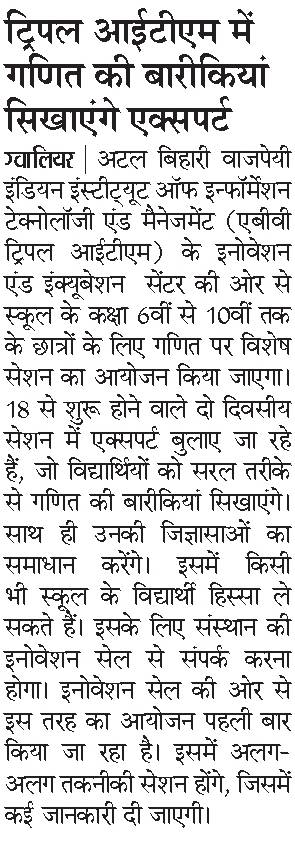 ट्रिपल आईटीएम में
गणित की बारीकियां
सिखाएंगे एक्सपर्ट
ग्वालियर | अटल बिहारी वाजपेयी
इंडियन इंस्टीट्यूट ऑफ इन्फॉर्मेशन
टेक्नोलॉजी एंड मैनेजमेंट (एबीवी
ट्रिपल आईटीएम) के इनोवेशन
एंड इंक्यूबेशन सेंटर की ओर से
स्कूल के कक्षा 6वीं से 10वीं तक
के छात्रों के लिए गणित पर विशेष
सेशन का आयोजन किया जाएगा।
18 से शुरू होने वाले दो दिवसीय
सेशन में एक्सपर्ट बुलाए जा रहे
हैं, जो विद्यार्थियों को सरल तरीके
से गणित की बारीकियां सिखाएंगे।
साथ ही उनकी जिज्ञासाओं का
समाधान करेंगे। इसमें किसी
भी स्कूल के विद्यार्थी हिस्सा ले
सकते हैं। इसके लिए संस्थान की
इनोवेशन सेल से संपर्क करना
होगा। इनोवेशन सेल की ओर से
इस तरह का आयोजन पहली बार
किया जा रहा है। इसमें अलग-
अलग तकनीकी सेशन होंगे, जिसमें
कई जानकारी दी जाएगी।